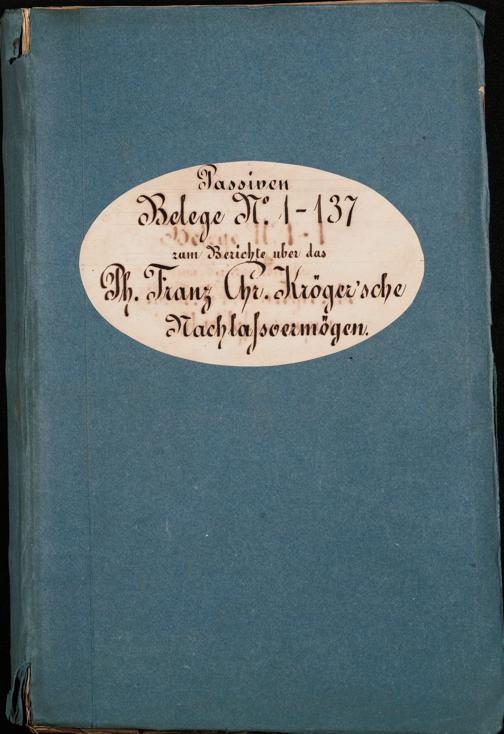 Passiven
Belege No. 1-137
zum Berichte über das
Ph. Franz Chr. Kröger'sche
Nachlaßvermögen.